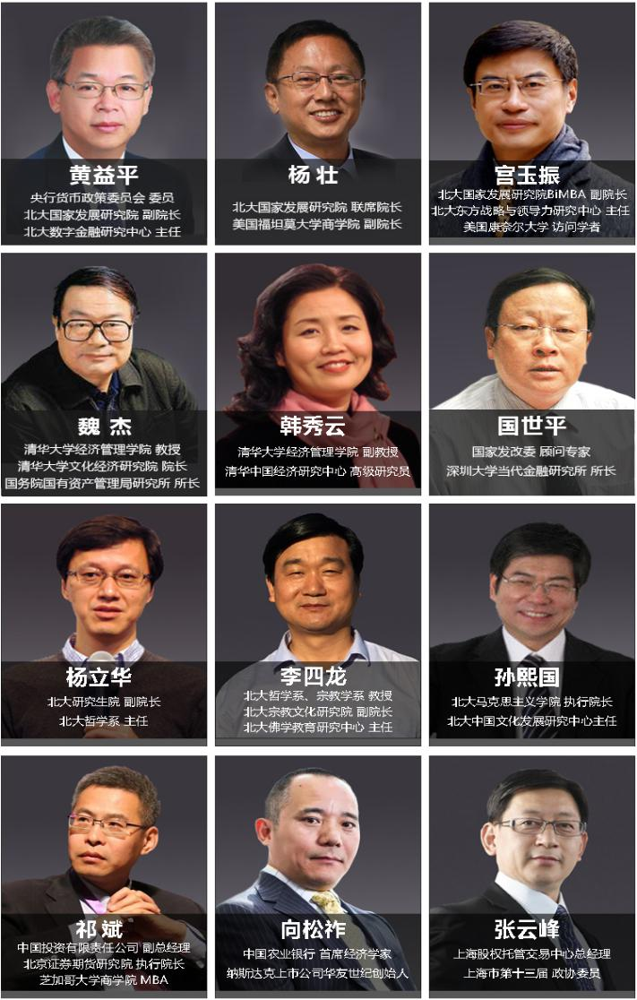 黄益平
央行货币政策委员会 委员
北大国家发展研究院 副院长
北大数字金融研究中心 主任
杨 壮
北大国家发展研究院 联席院长
美国福坦莫大学商学院 副院长
宫玉振
北大国家发展研究院BiMBA 副院长
北大东方战略与领导力研究中心 主任
美国康奈尔大学 访问学者
魏 杰
清华大学经济管理学院 教授
清华大学文化经济研究院 院长
国务院国有资产管理局研究所 所长
韩秀云
清华大学经济管理学院 副教授
清华中国经济研究中心 高级研究员
国世平
国家发改委 顾问专家
深圳大学当代金融研究所 所长
杨立华
北大研究生院 副院长
北大哲学系 主任
李四龙
北大哲学系、宗教学系 教授
北大宗教文化研究院 副院长
北大佛学教育研究中心 主任
孙熙国
北大马克思主义学院 执行院长
北大中国文化发展研究中心主任
祁 斌
中国投资有限责任公司 副总经理
北京证券期货研究院 执行院长
芝加哥大学商学院 MBA
向松祚
中国农业银行 首席经济学家
纳斯达克上市公司华友世纪创始人
张云峰
上海股权托管交易中心总经理
上海市第十三届 政协委员